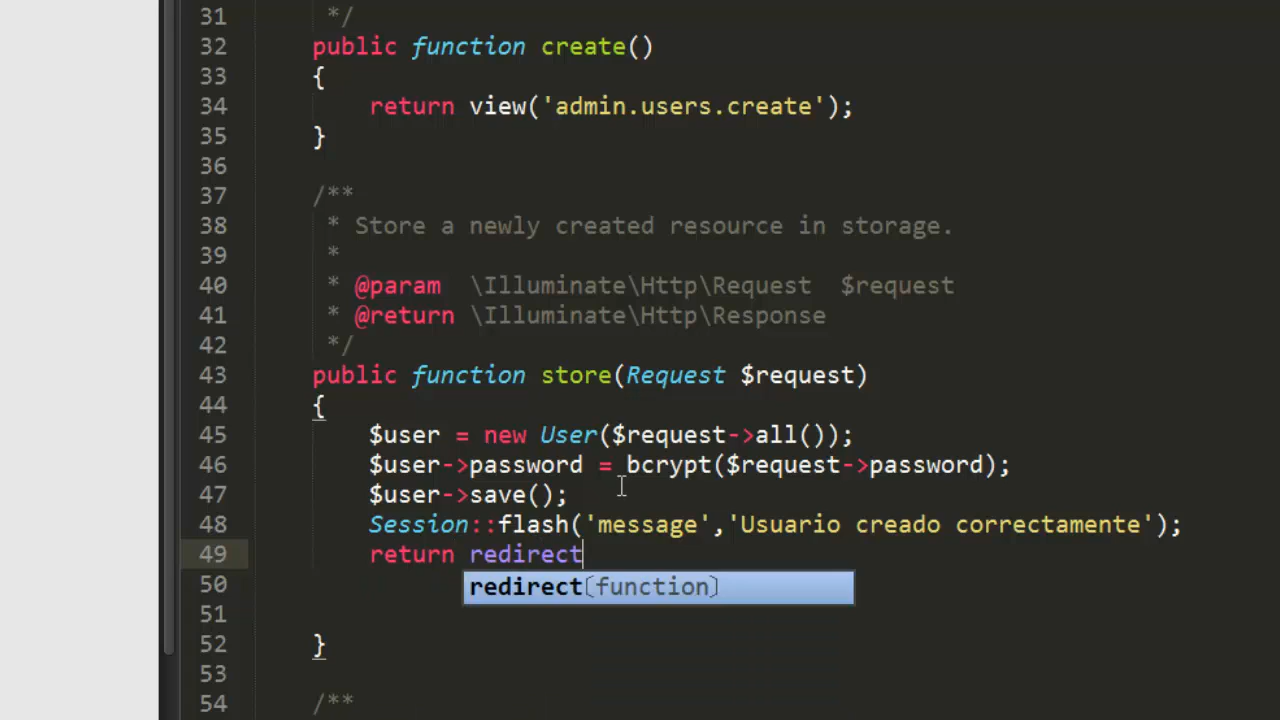 31 */
32 public function create()
33 {
34 return view('admin.users.create');
35 }
36
37 /**
38 * Store a newly created resource in storage.
39 *
40 * @param \Illuminate\Http\Request $request
41 * @return \Illuminate\Http\Response
42 */
43 public function store(Request $request)
44 {
45 $user = new User($request->all());
46 $user->password = bcrypt($request->password);
47 $user->save();
48 Session::flash('message','Usuario creado correctamente');
49 return redirect
50 redirect(function)
51
52 }
53
54 /**